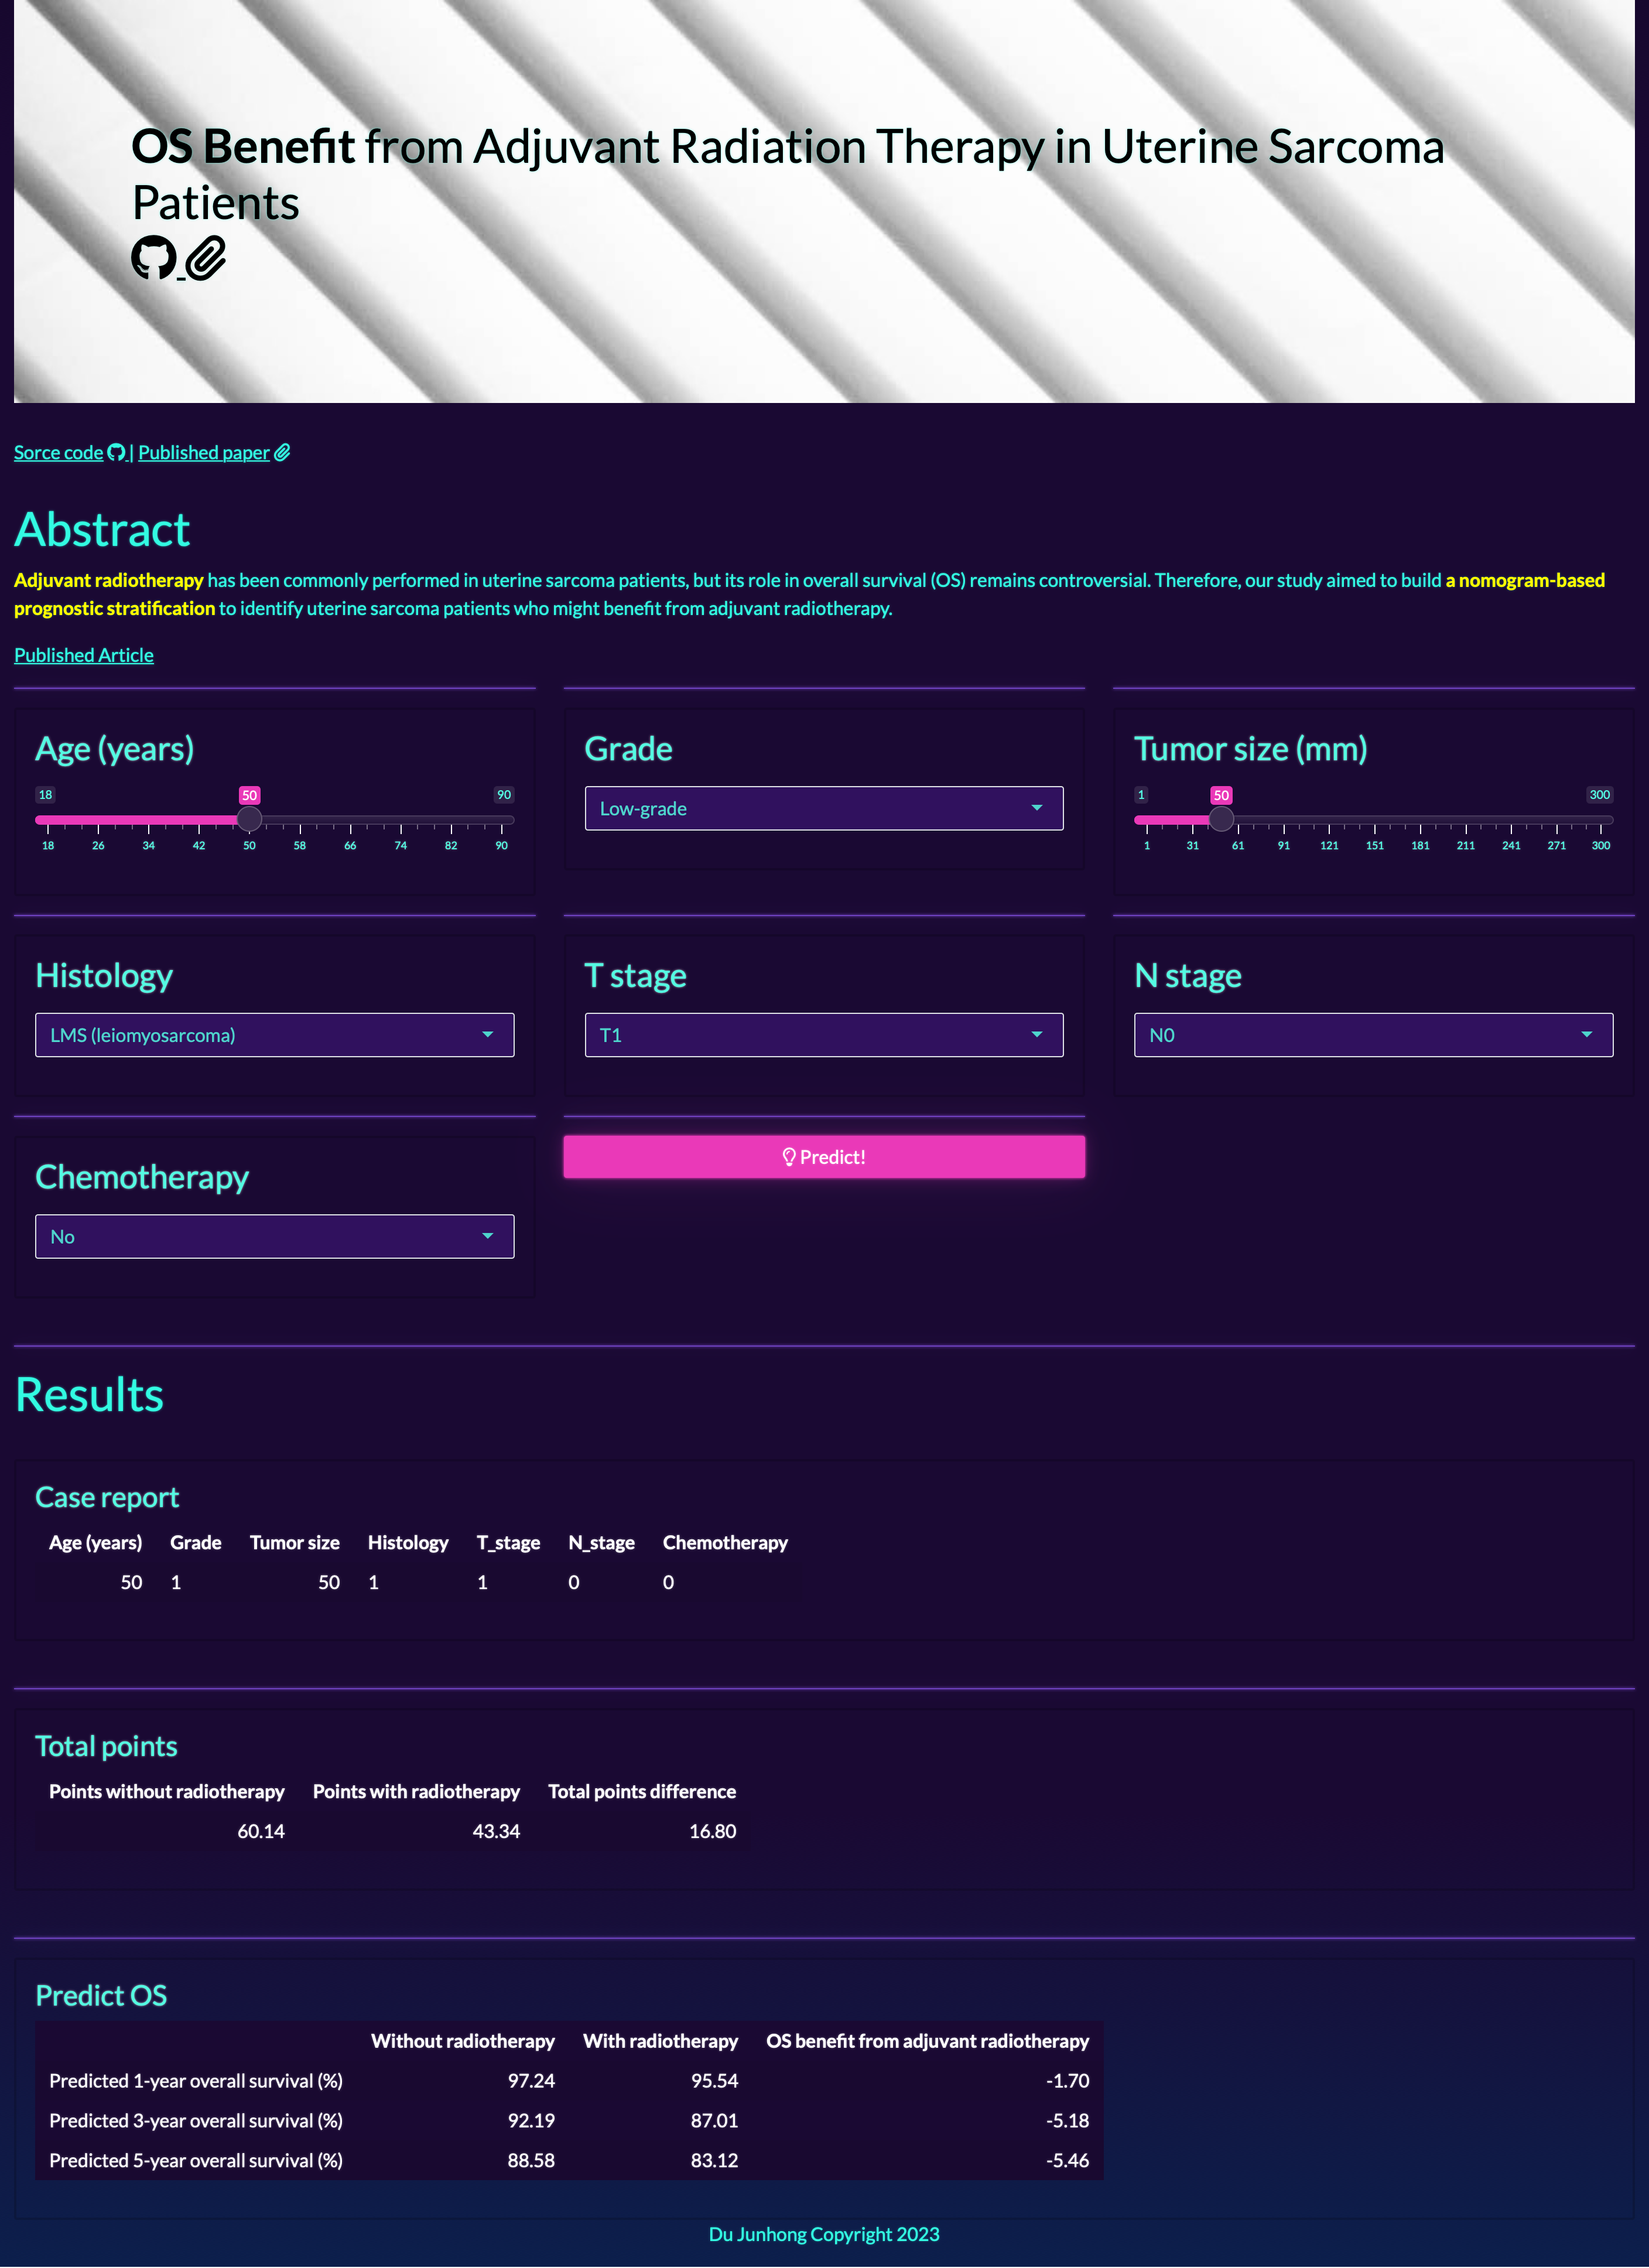 OS Benefit from Adjuvant Radiation Therapy in Uterine Sarcoma
Patients
Sorce code | Published paper
Abstract
Adjuvant radiotherapy has been commonly performed in uterine sarcoma patients, but its role in overall survival (OS) remains controversial. Therefore, our study aimed to build a nomogram-based
prognostic stratification to identify uterine sarcoma patients who might benefit from adjuvant radiotherapy.
Published Article
Age (years)
18 50 90
18 26 34 42 50 58 66 74 82 90
Grade
Low-grade
Tumor size (mm)
1 50 300
1 31 61 91 121 151 181 211 241 271 300
Histology
LMS (leiomyosarcoma)
T stage
T1
N stage
N0
Chemotherapy
No
Predict!
Results
Case report
Age (years) Grade Tumor size Histology T_stage N_stage Chemotherapy
50 1 50 1 1 0 0
Total points
Points without radiotherapy Points with radiotherapy Total points difference
60.14 43.34 16.80
Predict OS
Without radiotherapy With radiotherapy OS benefit from adjuvant radiotherapy
Predicted 1-year overall survival (%) 97.24 95.54 -1.70
Predicted 3-year overall survival (%) 92.19 87.01 -5.18
Predicted 5-year overall survival (%) 88.58 83.12 -5.46
Du Junhong Copyright 2023